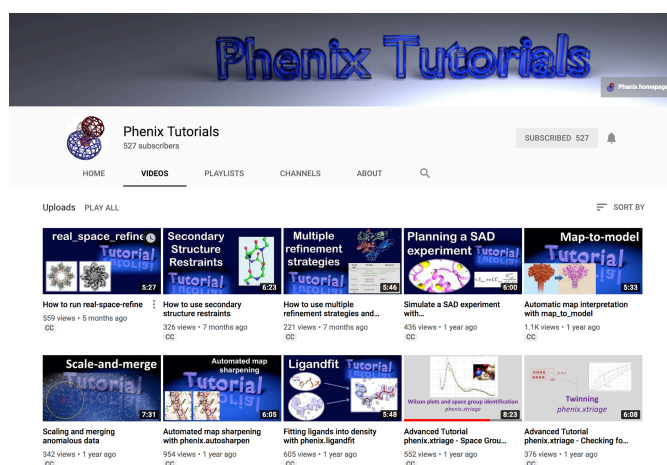 Phenix Tutorials
Phenix homepage
Phenix Tutorials
527 subscribers
SUBSCRIBED 527
HOME VIDEOS PLAYLISTS CHANNELS ABOUT
Uploads PLAY ALL SORT BY
real_space_refine
Tutorial
5:27
How to run real-space-refine
559 views • 5 months ago
CC
Secondary
Structure
Restraints
Tutorial
6:23
How to use secondary
structure restraints
326 views • 7 months ago
CC
Multiple
refinement
strategies
Tutorial
5:46
How to use multiple
refinement strategies and...
221 views • 7 months ago
CC
Planning a SAD
experiment
Tutorial
6:00
Simulate a SAD experiment
with...
436 views • 1 year ago
CC
Map-to-model
Tutorial
5:33
Automatic map interpretation
with map_to_model
1.1K views • 1 year ago
CC
Scale-and-merge
Tutorial
7:31
Scaling and merging
anomalous data
342 views • 1 year ago
CC
Automated map
sharpening
Tutorial
6:05
Automated map sharpening
with phenix.autosharpen
954 views • 1 year ago
CC
Ligandfit
Tutorial
5:48
Fitting ligands into density
with phenix.ligandfit
605 views • 1 year ago
CC
Wilson plots and space group identification
phenix.xtriage
8:23
Advanced Tutorial
phenix.xtriage - Space Grou...
552 views • 1 year ago
CC
Twinning
phenix.xtriage
6:08
Advanced Tutorial
phenix.xtriage - Checking fo...
376 views • 1 year ago
CC